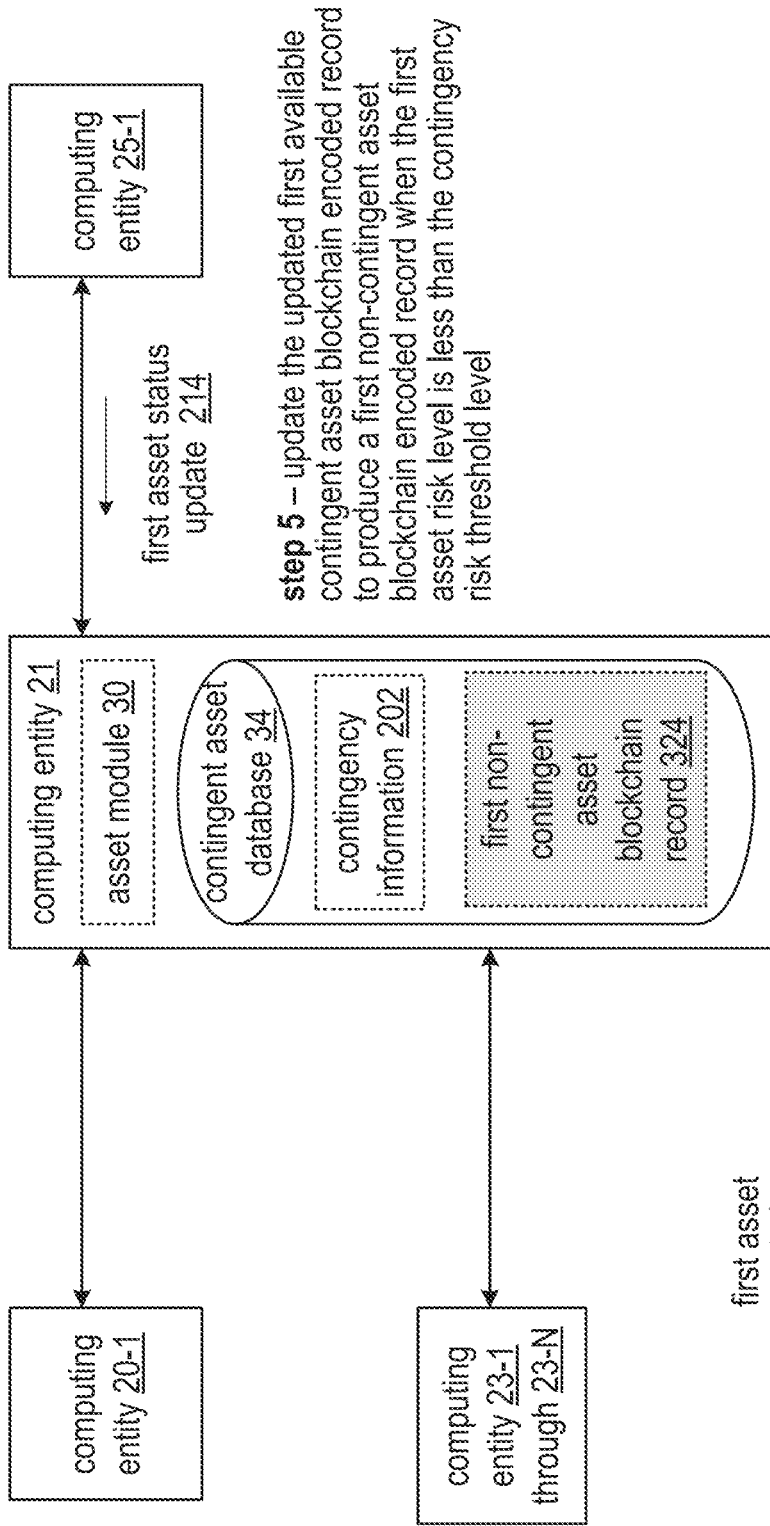 computing
entity 20-1
computing
entity 23-1
through 23-N
first asset
computing entity 21
asset module 30
contingent asset
database 34
contingency
information 202
first non-
contingent
asset
blockchain
record 324
first asset status
update 214
computing
entity 25-1
step 5 – update the updated first available
contingent asset blockchain encoded record
to produce a first non-contingent asset
blockchain encoded record when the first
asset risk level is less than the contingency
risk threshold level